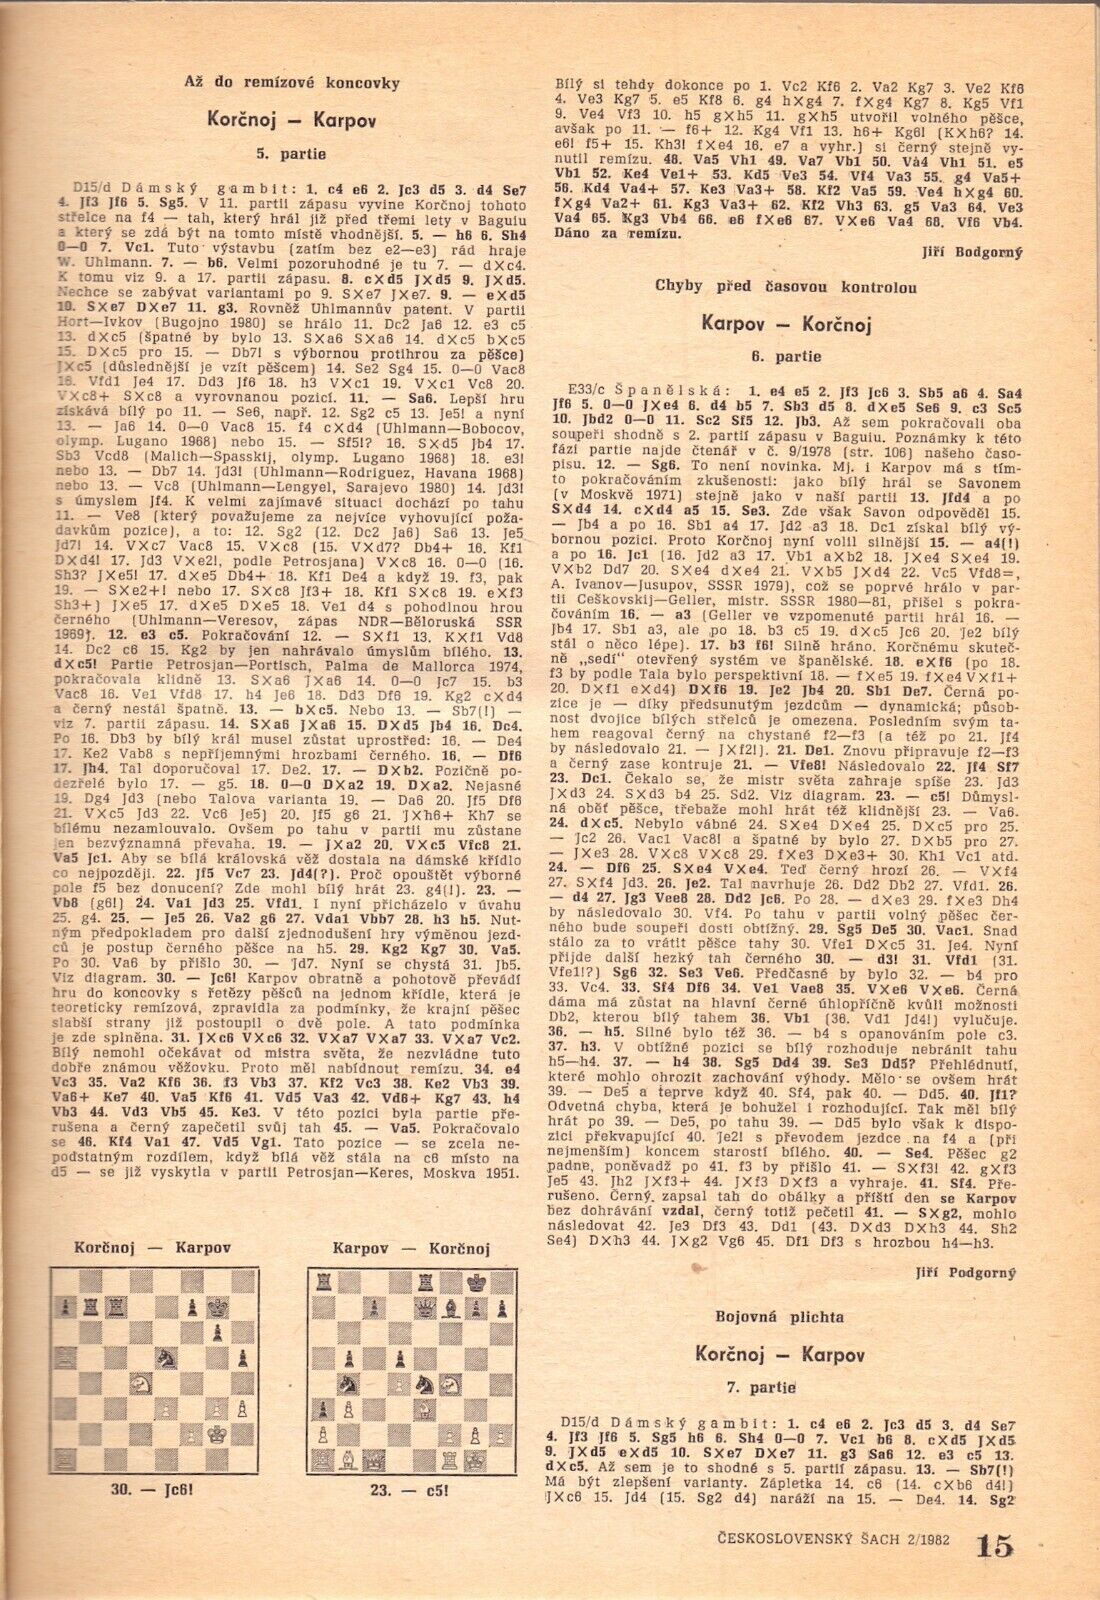 Až do remízové koncovky
Korčnoj — Karpov
5. partie
D15/d Dámský gambit: 1. c4 e6 2. Jc3 d5 3. d4 Se7
4. Jf3 Jf6 5. Sg5. V 11. partii zápasu vyvine Korčnoj tohoto
střelce na f4 — tah, který hrál již před třemi lety v Baguiu
a který se zdá být na tomto místě vhodnější. 5. — h6 6. Sh4
0—0 7. Vc1. Tuto výstavbu (zatím bez e2—e3) rád hraje
W. Uhlmann. 7. — b6. Velmi pozoruhodné je tu 7. — dXc4.
K tomu viz 9. a 17. partii zápasu. 8. cXd5 JXd5 9. JXd5.
Nechce se zabývat variantami po 9. SXe7 JXe7. 9. — eXd5
10. SXe7 DXe7 11. g3. Rovněž Uhlmannův patent. V partii
Hort—Ivkov (Bugojno 1980) se hrálo 11. Dc2 Ja6 12. e3 c5
13. dXc5 (špatné by bylo 13. SXa6 SXa6 14. dXc5 bXc5
15. DXc5 pro 15. — Db7! s výbornou protihrou za pěšce)
JXc5 (důslednější je vzít pěšcem) 14. Se2 Sg4 15. 0—0 Vac8
16. Vfd1 Je4 17. Dd3 Jf6 18. h3 VXc1 19. VXc1 Vc8 20.
VXc8+ SXc8 a vyrovnanou pozicí. 11. — Sa6. Lepší hru
získává bílý po 11. — Se6, např. 12. Sg2 c5 13. Je5! a nyní
13. — Ja6 14. 0—0 Vac8 15. f4 cXd4 (Uhlmann—Bobocov,
olymp. Lugano 1968) nebo 15. — Sf5!? 16. SXd5 Jb4 17.
Sb3 Vcd8 (Malich—Spasskij, olymp. Lugano 1968) 18. e3!
nebo 13. — Db7 14. Jd3! (Uhlmann—Rodriguez, Havana 1968)
nebo 13. — Vc8 (Uhlmann—Lengyel, Sarajevo 1980) 14. Jd3!
s úmyslem Jf4. K velmi zajímavé situaci dochází po tahu
11. — Ve8 (který považujeme za nejvíce vyhovující poža-
davkům pozice), a to: 12. Sg2 (12. Dc2 Ja6) Sa6 13. Je5
Jd7! 14. VXc7 Vac8 15. VXc8 (15. VXd7? Db4+ 16. Kf1
DXd4! 17. Jd3 VXe2!, podle Petrosjana) VXc8 16. 0—0 (16.
Sh3? JXe5! 17. dXe5 Db4+ 18. Kf1 De4 a když 19. f3, pak
19. — SXe2+! nebo 17. SXc8 Jf3+ 18. Kf1 SXc8 19. eXf3
Sh3+) JXe5 17. dXe5 DXe5 18. Ve1 d4 s pohodlnou hrou
černého (Uhlmann—Veresov, zápas NDR—Běloruská SSR
1969). 12. e3 c5. Pokračování 12. — SXf1 13. KXf1 Vd8
14. Dc2 c6 15. Kg2 by jen nahrávalo úmyslům bílého. 13.
dXc5! Partie Petrosjan—Portisch, Palma de Mallorca 1974,
pokračovala klidně 13. SXa6 JXa6 14. 0—0 Jc7 15. b3
Vac8 16. Ve1 Vfd8 17. h4 Je6 18. Dd3 Df6 19. Kg2 cXd4
a černý nestál špatně. 13. — bXc5. Nebo 13. — Sb7(!) —
viz 7. partii zápasu. 14. SXa6 JXa6 15. DXd5 Jb4 16. Dc4.
Po 16. Db3 by bílý král musel zůstat uprostřed: 16. — De4
17. Ke2 Vab8 s nepříjemnými hrozbami černého. 16. — Df6
17. Jh4. Tal doporučoval 17. De2. 17. — DXb2. Pozičně po-
dezřelé bylo 17. — g5. 18. 0—0 DXa2 19. DXa2. Nejasné
19. Dg4 Jd3 (nebo Talova varianta 19. — Da6 20. Jf5 Df6
21. VXc5 Jd3 22. Vc6 Je5) 20. Jf5 g6 21. JXh6+ Kh7 se
bílému nezamlouvalo. Ovšem po tahu v partii mu zůstane
jen bezvýznamná převaha. 19. — JXa2 20. VXc5 Vfc8 21.
Va5 Jc1. Aby se bílá královská věž dostala na dámské křídlo
co nejpozději. 22. Jf5 Vc7 23. Jd4(?). Proč opouštět výborné
pole f5 bez donucení? Zde mohl bílý hrát 23. g4(!). 23. —
Vb8 (g6!) 24. Va1 Jd3 25. Vfd1. I nyní přicházelo v úvahu
25. g4. 25. — Je5 26. Va2 g6 27. Vda1 Vbb7 28. h3 h5. Nut-
ným předpokladem pro další zjednodušení hry výměnou jezd-
ců je postup černého pěšce na h5. 29. Kg2 Kg7 30. Va5.
Po 30. Va6 by přišlo 30. — Jd7. Nyní se chystá 31. Jb5.
Viz diagram. 30. — Jc6! Karpov obratně a pohotově převádí
hru do koncovky s řetězy pěšců na jednom křídle, která je
teoreticky remízová, zpravidla za podmínky, že krajní pěšec
slabší strany již postoupil o dvě pole. A tato podmínka
je zde splněna. 31. JXc6 VXc6 32. VXa7 VXa7 33. VXa7 Vc2.
Bílý nemohl očekávat od mistra světa, že nezvládne tuto
dobře známou věžovku. Proto měl nabídnout remízu. 34. e4
Vc3 35. Va2 Kf6 36. f3 Vb3 37. Kf2 Vc3 38. Ke2 Vb3 39.
Va6+ Ke7 40. Va5 Kf6 41. Vd5 Va3 42. Vd6+ Kg7 43. h4
Vb3 44. Vd3 Vb5 45. Ke3. V této pozici byla partie pře-
rušena a černý zapečetil svůj tah 45. — Va5. Pokračovalo
se 46. Kf4 Va1 47. Vd5 Vg1. Tato pozice — se zcela ne-
podstatným rozdílem, když bílá věž stála na c6 místo na
d5 — se již vyskytla v partii Petrosjan—Keres, Moskva 1951.
Korčnoj — Karpov
30. — Jc6!
Karpov — Korčnoj
23. — c5!
Bílý si tehdy dokonce po 1. Vc2 Kf6 2. Va2 Kg7 3. Ve2 Kf6
4. Ve3 Kg7 5. e5 Kf8 6. g4 hXg4 7. fXg4 Kg7 8. Kg5 Vf1
9. Ve4 Vf3 10. h5 gXh5 11. gXh5 utvořil volného pěšce,
avšak po 11. — f6+ 12. Kg4 Vf1 13. h6+ Kg6! (KXh6? 14.
e6! f5+ 15. Kh3! fXe4 16. e7 a vyhr.) si černý stejně vy-
nutil remízu. 48. Va5 Vh1 49. Va7 Vb1 50. Va4 Vh1 51. e5
Vb1 52. Ke4 Ve1+ 53. Kd5 Ve3 54. Vf4 Va3 55. g4 Va5+
56. Kd4 Va4+ 57. Ke3 Va3+ 58. Kf2 Va5 59. Ve4 hXg4 60.
fXg4 Va2+ 61. Kg3 Va3+ 62. Kf2 Vh3 63. g5 Va3 64. Ve3
Va4 65. Kg3 Vb4 66. e6 fXe6 67. VXe6 Va4 68. Vf6 Vb4.
Dáno za remízu.
Jiří Bodgorný
Chyby před časovou kontrolou
Karpov — Korčnoj
6. partie
E33/c Španělská: 1. e4 e5 2. Jf3 Jc6 3. Sb5 a6 4. Sa4
Jf6 5. 0—0 JXe4 6. d4 b5 7. Sb3 d5 8. dXe5 Se6 9. c3 Sc5
10. Jbd2 0—0 11. Sc2 Sf5 12. Jb3. Až sem pokračovali oba
soupeři shodně s 2. partií zápasu v Baguiu. Poznámky k této
fázi partie najde čtenář v č. 9/1978 (str. 106) našeho časo-
pisu. 12. — Sg6. To není novinka. Mj. i Karpov má s tím-
to pokračováním zkušenosti: jako bílý hrál se Savonem
(v Moskvě 1971) stejně jako v naší partii 13. Jfd4 a po
SXd4 14. cXd4 a5 15. Se3. Zde však Savon odpověděl 15.
— Jb4 a po 16. Sb1 a4 17. Jd2 a3 18. Dc1 získal bílý vý-
bornou pozici. Proto Korčnoj nyní volil silnější 15. — a4(!)
a po 16. Jc1 (16. Jd2 a3 17. Vb1 aXb2 18. JXe4 SXe4 19.
VXb2 Dd7 20. SXe4 dXe4 21. VXb5 JXd4 22. Vc5 Vfd8=,
A. Ivanov—Jusupov, SSSR 1979), což se poprvé hrálo v par-
tii Ceškovskij—Geller, mistr. SSSR 1980—81, přišel s pokra-
čováním 16. — a3 (Geller ve vzpomenuté partii hrál 16. —
Jb4 17. Sb1 a3, ale po 18. b3 c5 19. dXc5 Jc6 20. Je2 bílý
stál o něco lépe). 17. b3 f6! Silně hráno. Korčnému skuteč-
ně „sedí" otevřený systém ve španělské. 18. eXf6 (po 18.
f3 by podle Tala bylo perspektivní 18. — fXe5 19. fXe4 VXf1+
20. DXf1 eXd4) DXf6 19. Je2 Jb4 20. Sb1 De7. Černá po-
zice je — díky předsunutým jezdcům — dynamická; působ-
nost dvojice bílých střelců je omezena. Posledním svým ta-
hem reagoval černý na chystané f2—f3 (a též po 21. Jf4
by následovalo 21. — JXf2!). 21. De1. Znovu připravuje f2—f3
a černý zase kontruje 21. — Vfe8! Následovalo 22. Jf4 Sf7
23. Dc1. Čekalo se, že mistr světa zahraje spíše 23. Jd3
JXd3 24. SXd3 b4 25. Sd2. Viz diagram. 23. — c5! Důmysl-
ná oběť pěšce, třebaže mohl hrát též klidnější 23. — Va6.
24. dXc5. Nebylo vábné 24. SXe4 DXe4 25. DXc5 pro 25.
— Jc2 26. Vac1 Vac8! a špatné by bylo 27. DXb5 pro 27.
— JXe3 28. VXc8 VXc8 29. fXe3 DXe3+ 30. Kh1 Vc1 atd.
24. — Df6 25. SXe4 VXe4. Teď černý hrozí 26. — VXf4
27. SXf4 Jd3. 26. Je2. Tal navrhuje 26. Dd2 Db2 27. Vfd1. 26.
— d4 27. Jg3 Vee8 28. Dd2 Jc6. Po 28. — dXe3 29. fXe3 Dh4
by následovalo 30. Vf4. Po tahu v partii volný pěšec čer-
ného bude soupeři dosti obtížný. 29. Sg5 De5 30. Vac1. Snad
stálo za to vrátit pěšce tahy 30. Vfe1 DXc5 31. Je4. Nyní
přijde další hezký tah černého 30. — d3! 31. Vfd1 (31.
Vfe1!?) Sg6 32. Se3 Ve6. Předčasné by bylo 32. — b4 pro
33. Vc4. 33. Sf4 Df6 34. Ve1 Vae8 35. VXe6 VXe6. Černá
dáma má zůstat na hlavní černé úhlopříčně kvůli možnosti
Db2, kterou bílý tahem 36. Vb1 (36. Vd1 Jd4!) vylučuje.
36. — h5. Silné bylo též 36. — b4 s opanováním pole c3.
37. h3. V obtížné pozici se bílý rozhoduje nebránit tahu
h5—h4. 37. — h4 38. Sg5 Dd4 39. Se3 Dd5? Přehlédnutí,
které mohlo ohrozit zachování výhody. Mělo se ovšem hrát
39. — De5 a teprve když 40. Sf4, pak 40. — Dd5. 40. Jf1?
Odvetná chyba, která je bohužel i rozhodující. Tak měl bílý
hrát po 39. — De5, po tahu 39. — Dd5 bylo však k dispo-
zici překvapující 40. Je2! s převodem jezdce na f4 a (při
nejmenším) koncem starostí bílého. 40. — Se4. Pěšec g2
padne, poněvadž po 41. f3 by přišlo 41. — SXf3! 42. gXf3
Je5 43. Jh2 JXf3+ 44. JXf3 DXf3 a vyhraje. 41. Sf4. Pře-
rušeno. Černý zapsal tah do obálky a příští den se Karpov
bez dohrávání vzdal, černý totiž pečetil 41. — SXg2, mohlo
následovat 42. Je3 Df3 43. Dd1 (43. DXd3 DXh3 44. Sh2
Se4) DXh3 44. JXg2 Vg6 45. Df1 Df3 s hrozbou h4—h3.
Jiří Podgorný
Bojovná plichta
Korčnoj — Karpov
7. partie
D15/d Dámský gambit: 1. c4 e6 2. Jc3 d5 3. d4 Se7
4. Jf3 Jf6 5. Sg5 h6 6. Sh4 0—0 7. Vc1 b6 8. cXd5 JXd5
9. JXd5 eXd5 10. SXe7 DXe7 11. g3 Sa6 12. e3 c5 13.
dXc5. Až sem je to shodné s 5. partií zápasu. 13. — Sb7(!)
Má být zlepšení varianty. Zápletka 14. c6 (14. cXb6 d4!)
JXc6 15. Jd4 (15. Sg2 d4) naráží na 15. — De4. 14. Sg2
ČESKOSLOVENSKÝ ŠACH 2/1982 15